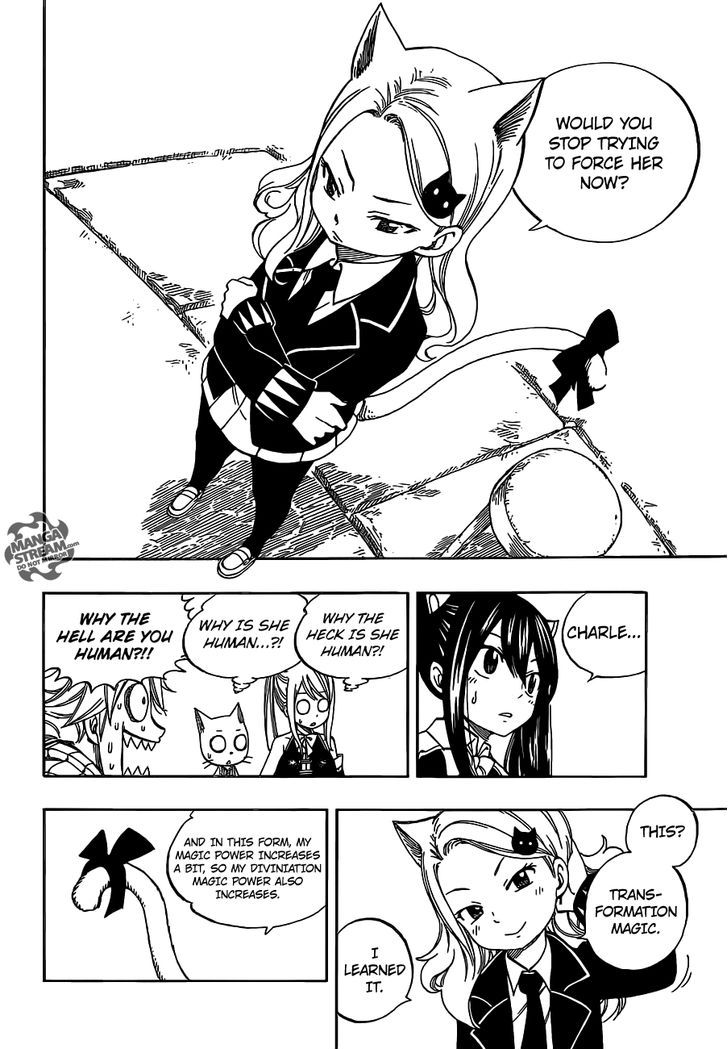 WOULD YOU
STOP TRYING
TO FORCE HER
NOW?
MANGA
STREAM.com
DO NOT MIRROR
WHY THE
HELL ARE YOU
HUMAN?!!
WHY IS SHE
HUMAN...?!
WHY THE
HECK IS SHE
HUMAN?!
CHARLE...
AND IN THIS FORM, MY
MAGIC POWER INCREASES
A BIT, SO MY DIVINIATION
MAGIC POWER ALSO
INCREASES.
THIS?
TRANS-
FORMATION
MAGIC.
I
LEARNED
IT.